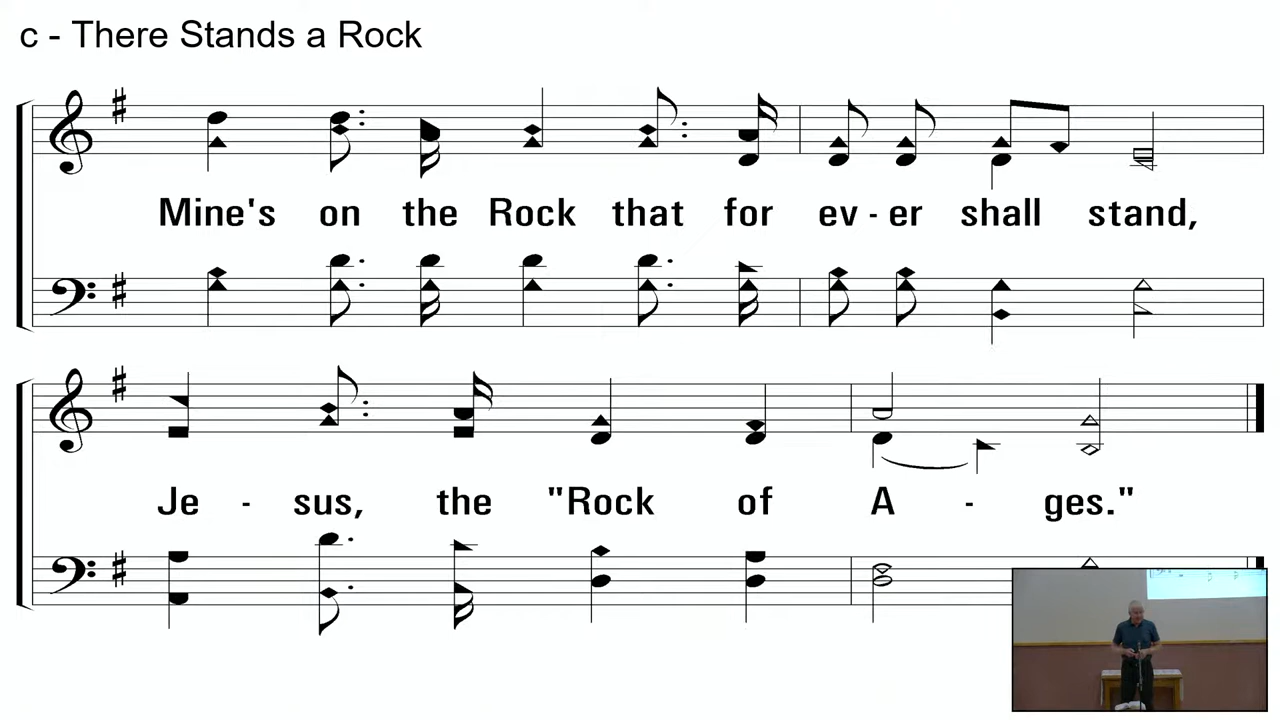 c - There Stands a Rock
Mine's on the Rock that for ev - er shall stand,
Je - sus, the "Rock of A - ges."